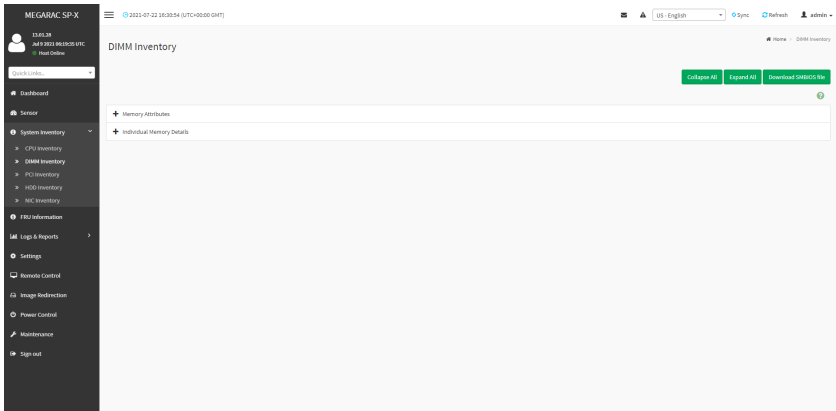 MEGARAC SP-X
13.01.28
Jul 9 2021 06:19:35 UTC
Host Online
Quick Links..
Dashboard
Sensor
System Inventory
CPU Inventory
DIMM Inventory
PCI Inventory
HDD Inventory
NIC Inventory
FRU Information
Logs & Reports
Settings
Remote Control
Image Redirection
Power Control
Maintenance
Sign out
2021-07-22 16:38:54 (UTC+00:00 GMT)
US - English
Sync
Refresh
admin
DIMM Inventory
Home > DIMM Inventory
Collapse All
Expand All
Download SMBIOS file
Memory Attributes
Individual Memory Details